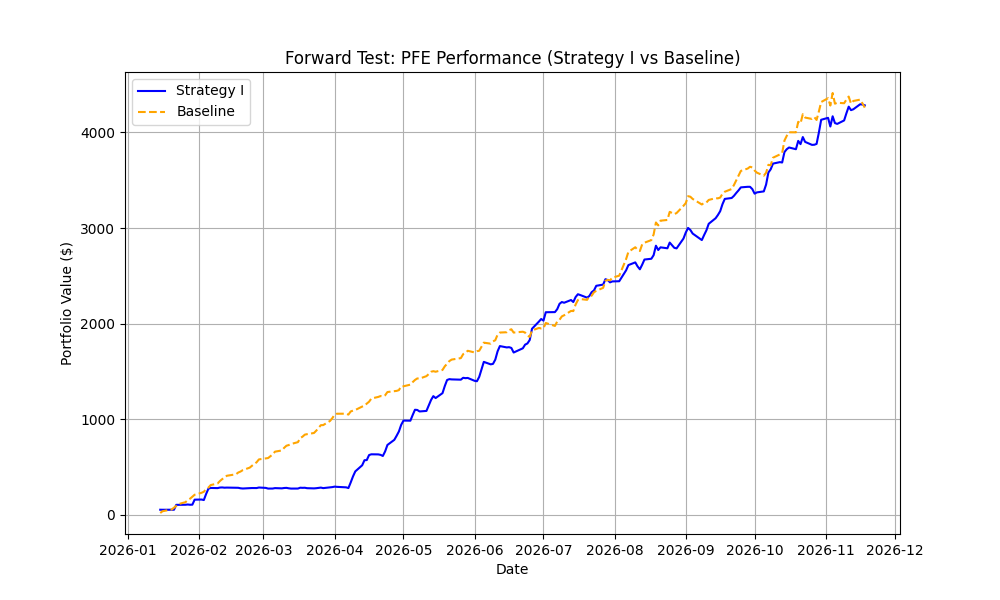 Forward Test: PFE Performance (Strategy I vs Baseline)
Strategy I
Baseline
Portfolio Value ($)
4000
3000
2000
1000
0
2026-01 2026-02 2026-03 2026-04 2026-05 2026-06 2026-07 2026-08 2026-09 2026-10 2026-11 2026-12
Date